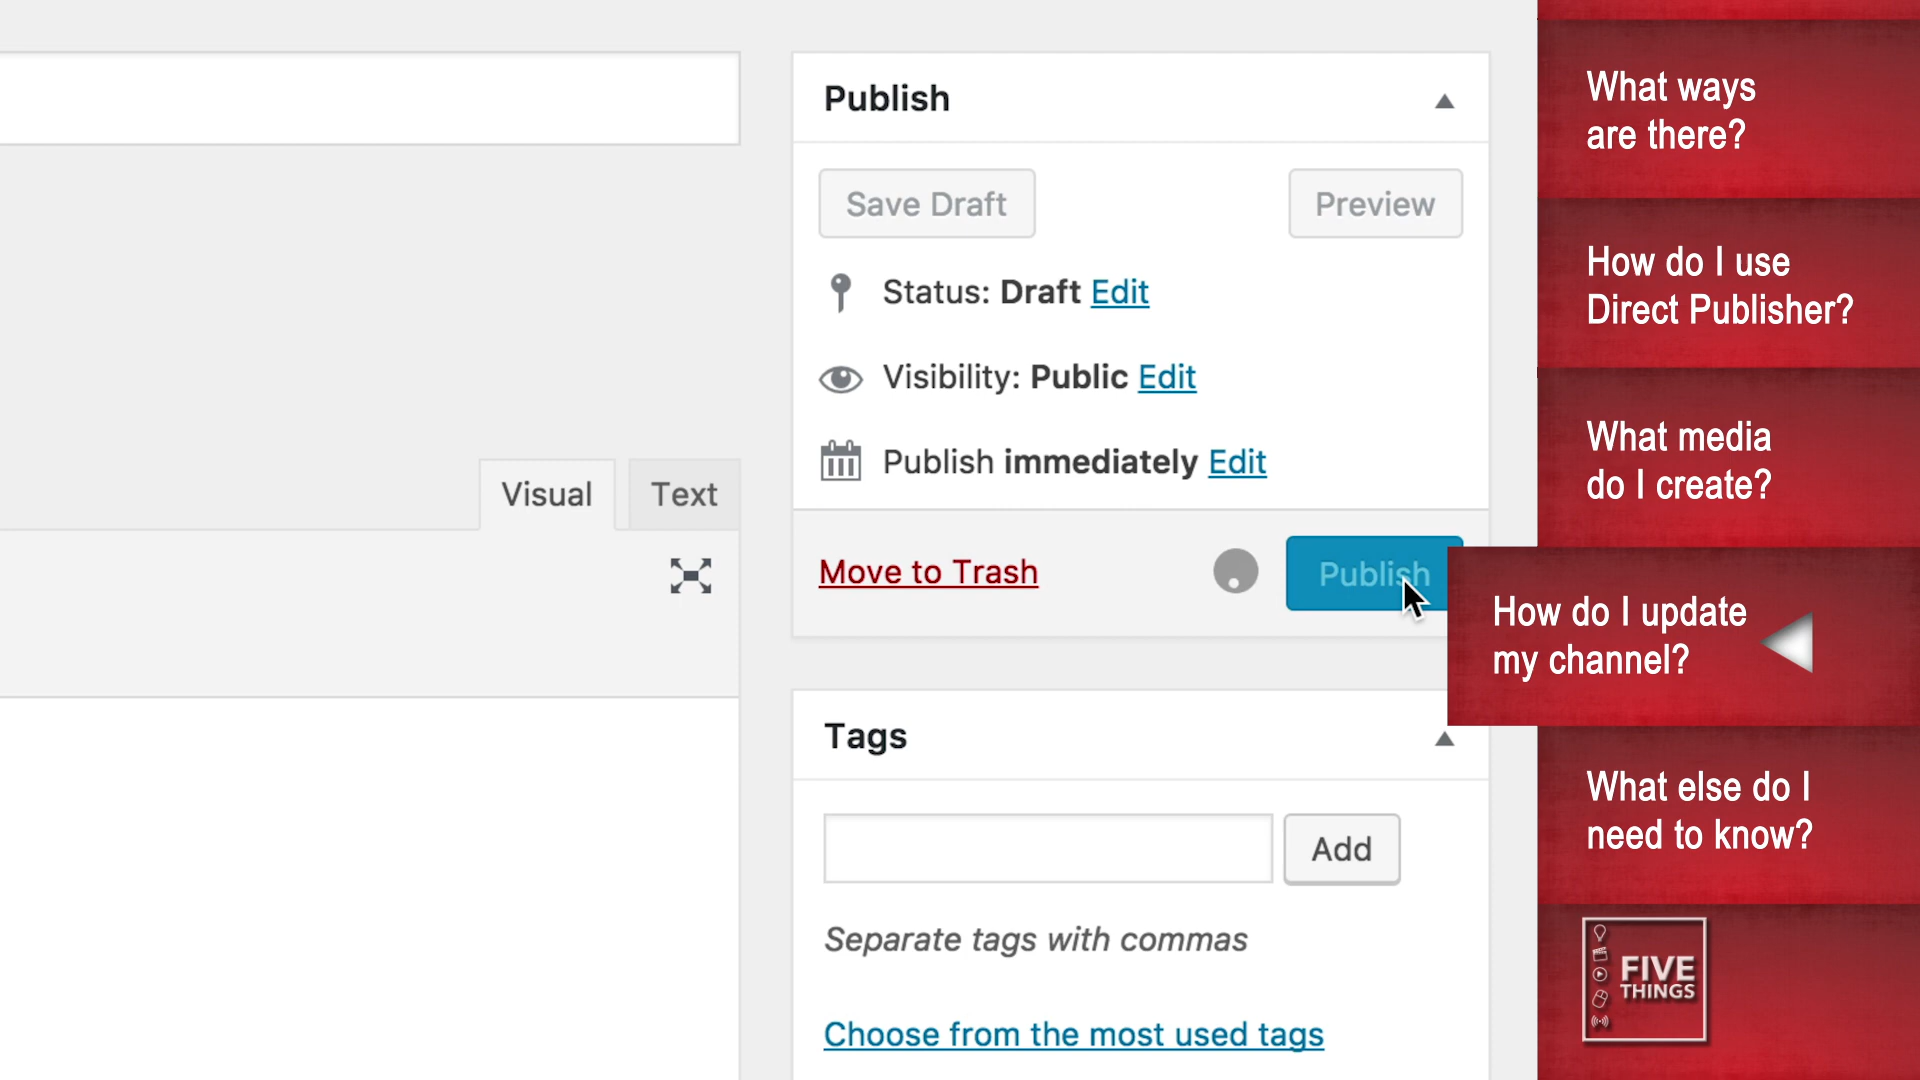 Publish
Save Draft
Preview
Status: Draft Edit
Visibility: Public Edit
Publish immediately Edit
Visual
Text
Move to Trash
Publish
Tags
Add
Separate tags with commas
Choose from the most used tags
What ways
are there?
How do I use
Direct Publisher?
What media
do I create?
How do I update
my channel?
What else do I
need to know?
FIVE
THINGS